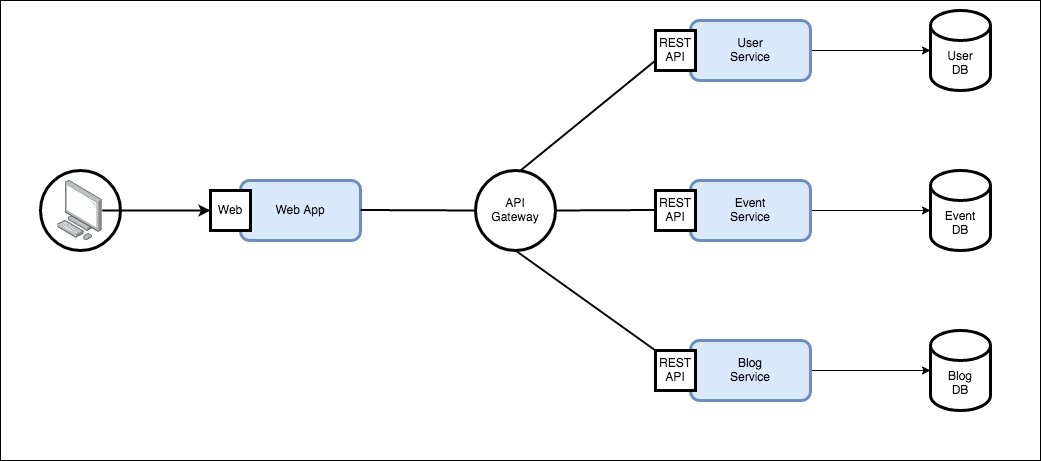 REST
API
User
Service
User
DB
Web
Web App
API
Gateway
REST
API
Event
Service
Event
DB
REST
API
Blog
Service
Blog
DB